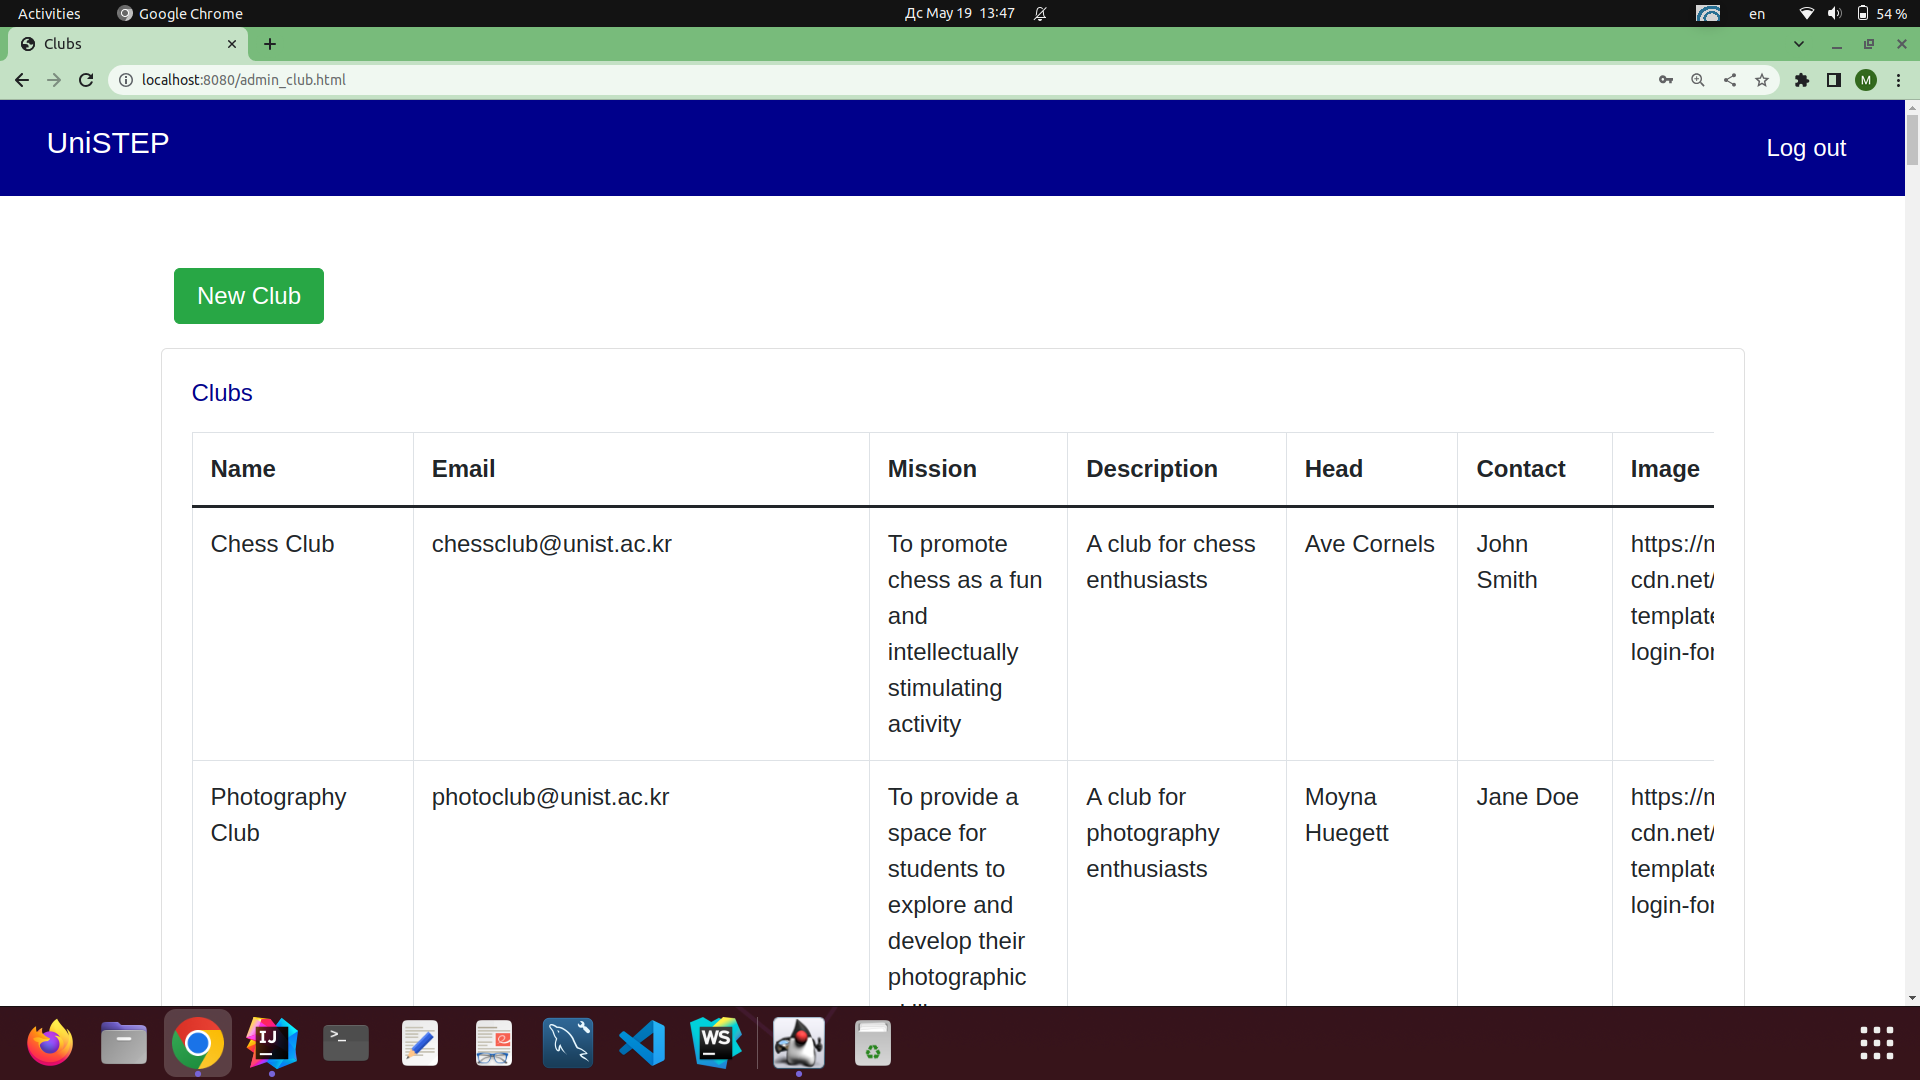 Activities
Google Chrome
Дс May 19 13:47
en
54 %
Clubs
localhost:8080/admin_club.html
M
UniSTEP
Log out
New Club
Clubs
Name Email Mission Description Head Contact Image
Chess Club
chessclub@unist.ac.kr
To promote
chess as a fun
and
intellectually
stimulating
activity
A club for chess
enthusiasts
Ave Cornels
John
Smith
https://m
cdn.net/
template
login-for
Photography
Club
photoclub@unist.ac.kr
To provide a
space for
students to
explore and
develop their
photographic
A club for
photography
enthusiasts
Moyna
Huegett
Jane Doe
https://m
cdn.net/
template
login-for
IJ
>_
WS